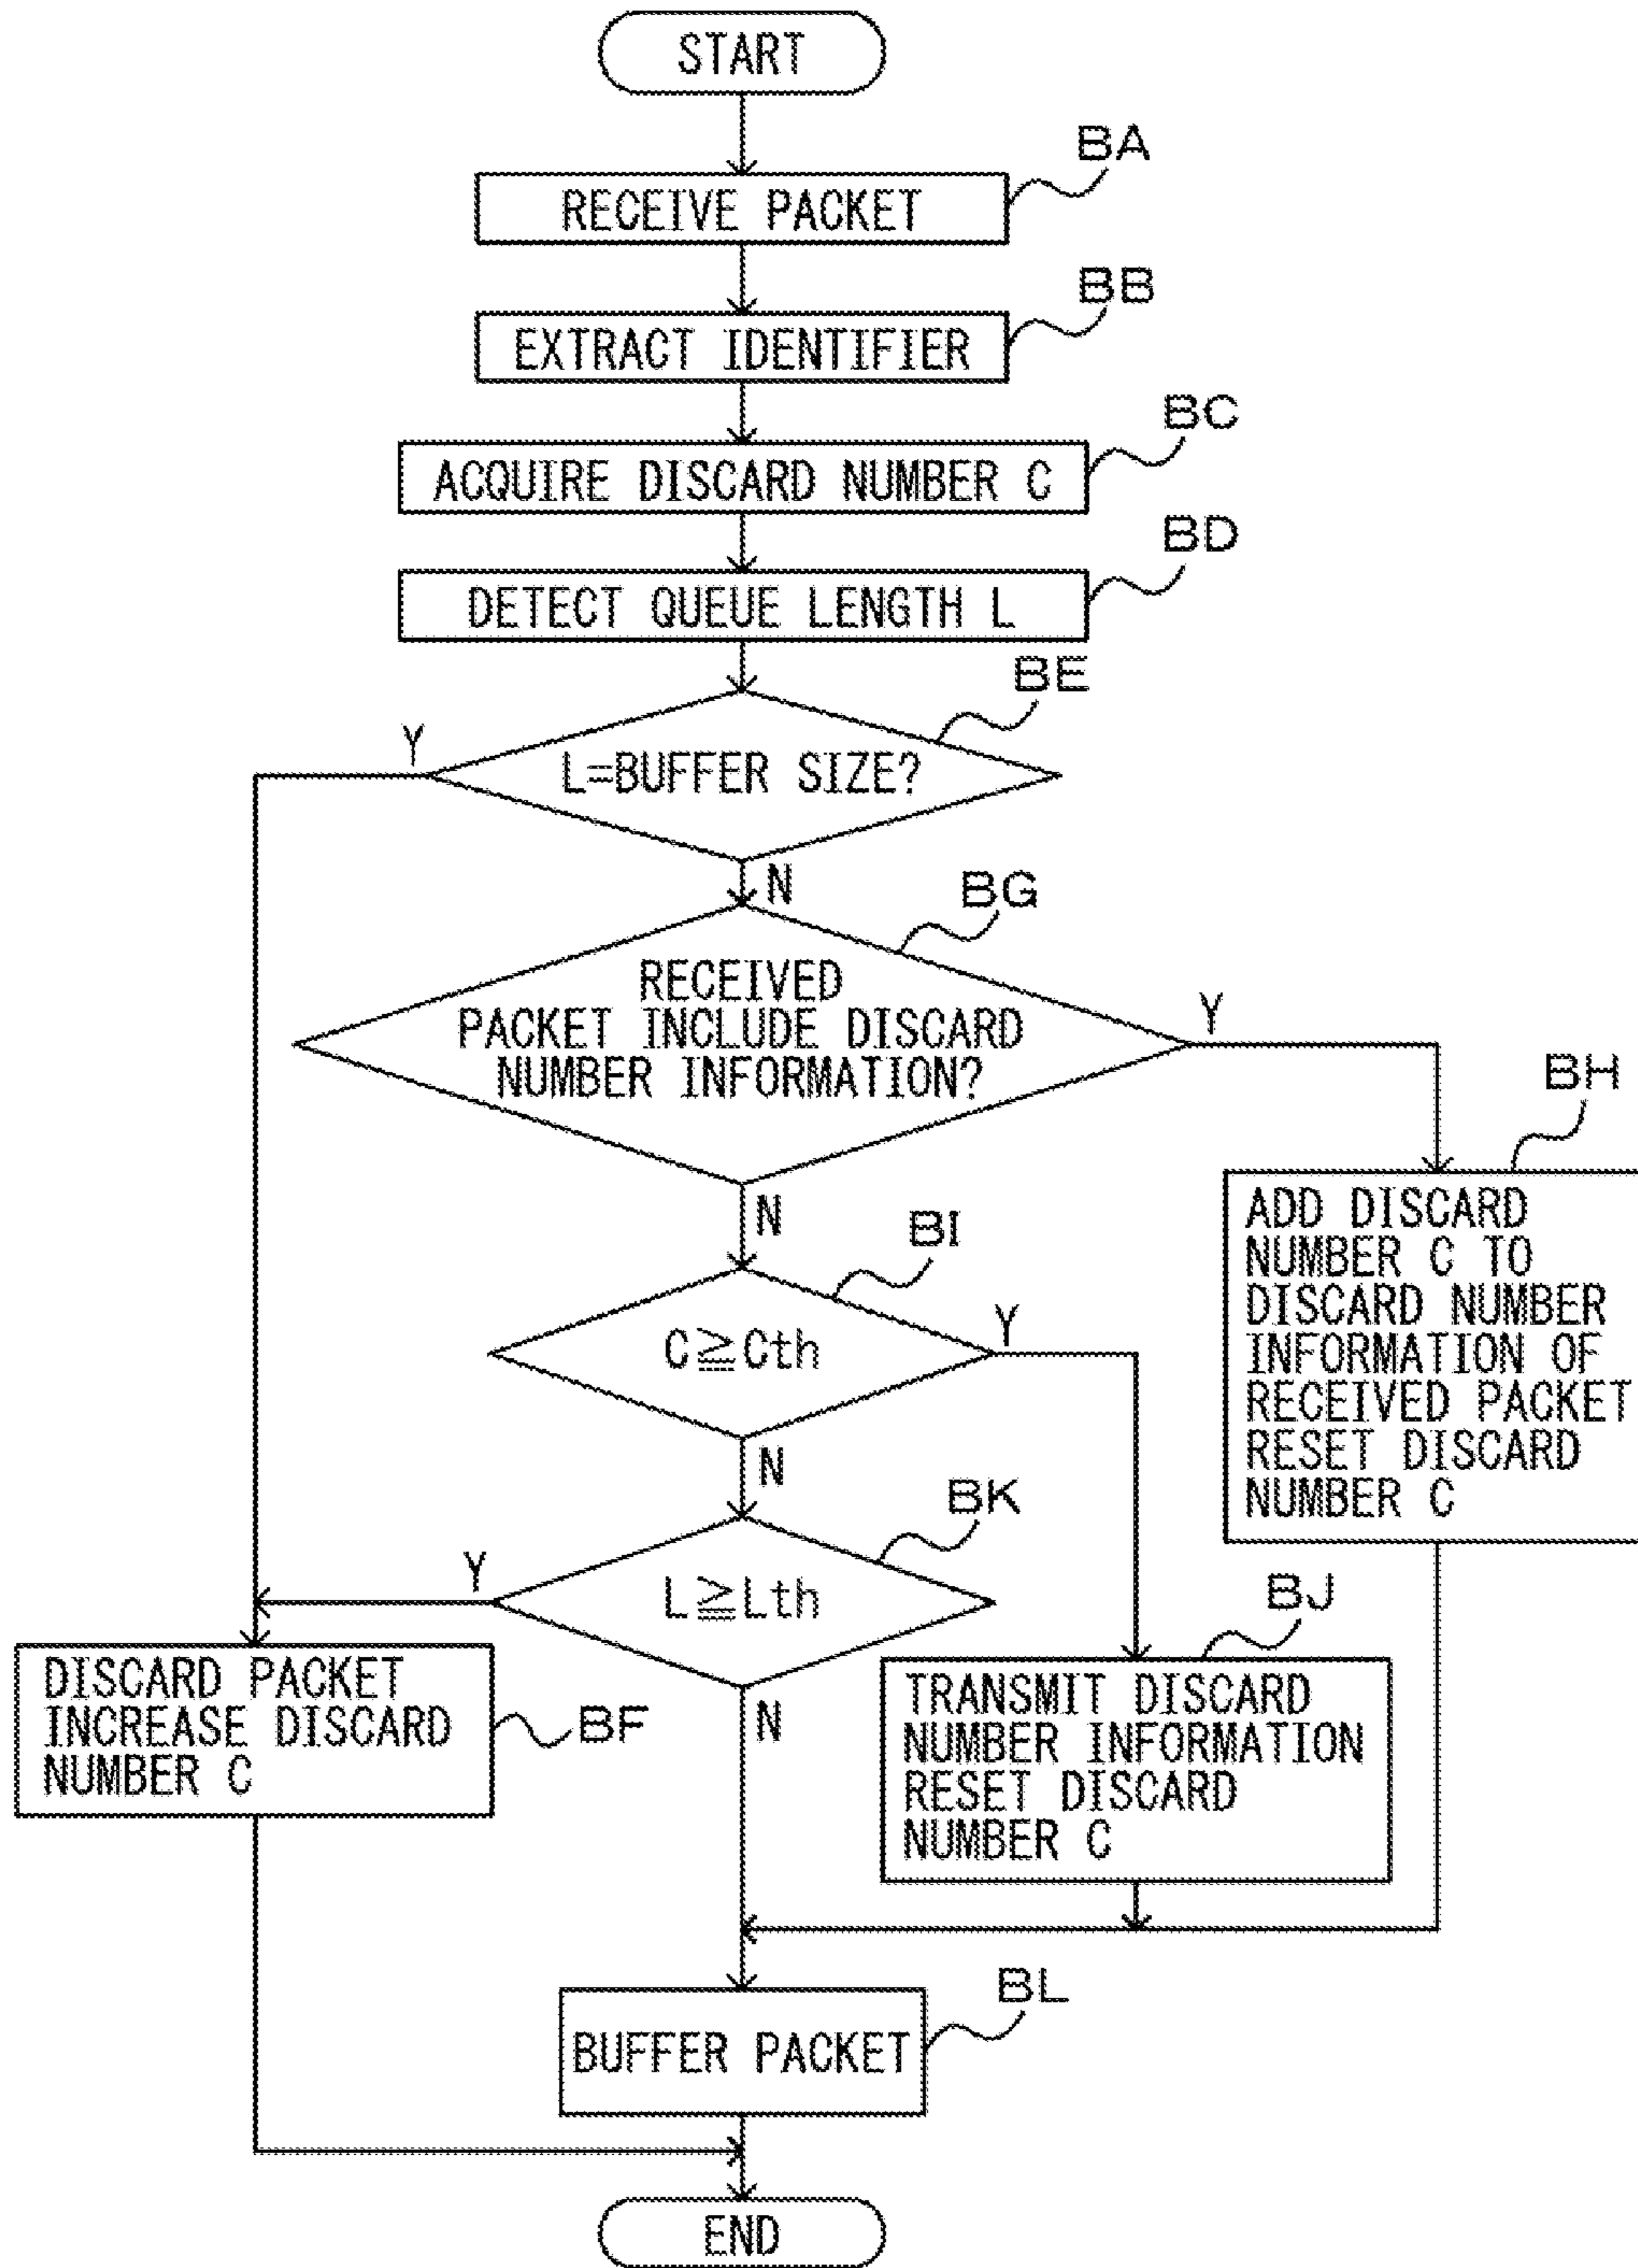 START
BA
RECEIVE PACKET
BB
EXTRACT IDENTIFIER
BC
ACQUIRE DISCARD NUMBER C
BD
DETECT QUEUE LENGTH L
BE
Y
L=BUFFER SIZE?
N
BG
RECEIVED
PACKET INCLUDE DISCARD
NUMBER INFORMATION?
Y
BH
ADD DISCARD
NUMBER C TO
DISCARD NUMBER
INFORMATION OF
RECEIVED PACKET
RESET DISCARD
NUMBER C
N
BI
C≧Cth
Y
N
BK
Y
L≧Lth
N
BJ
TRANSMIT DISCARD
NUMBER INFORMATION
RESET DISCARD
NUMBER C
DISCARD PACKET
INCREASE DISCARD
NUMBER C
BF
BL
BUFFER PACKET
END